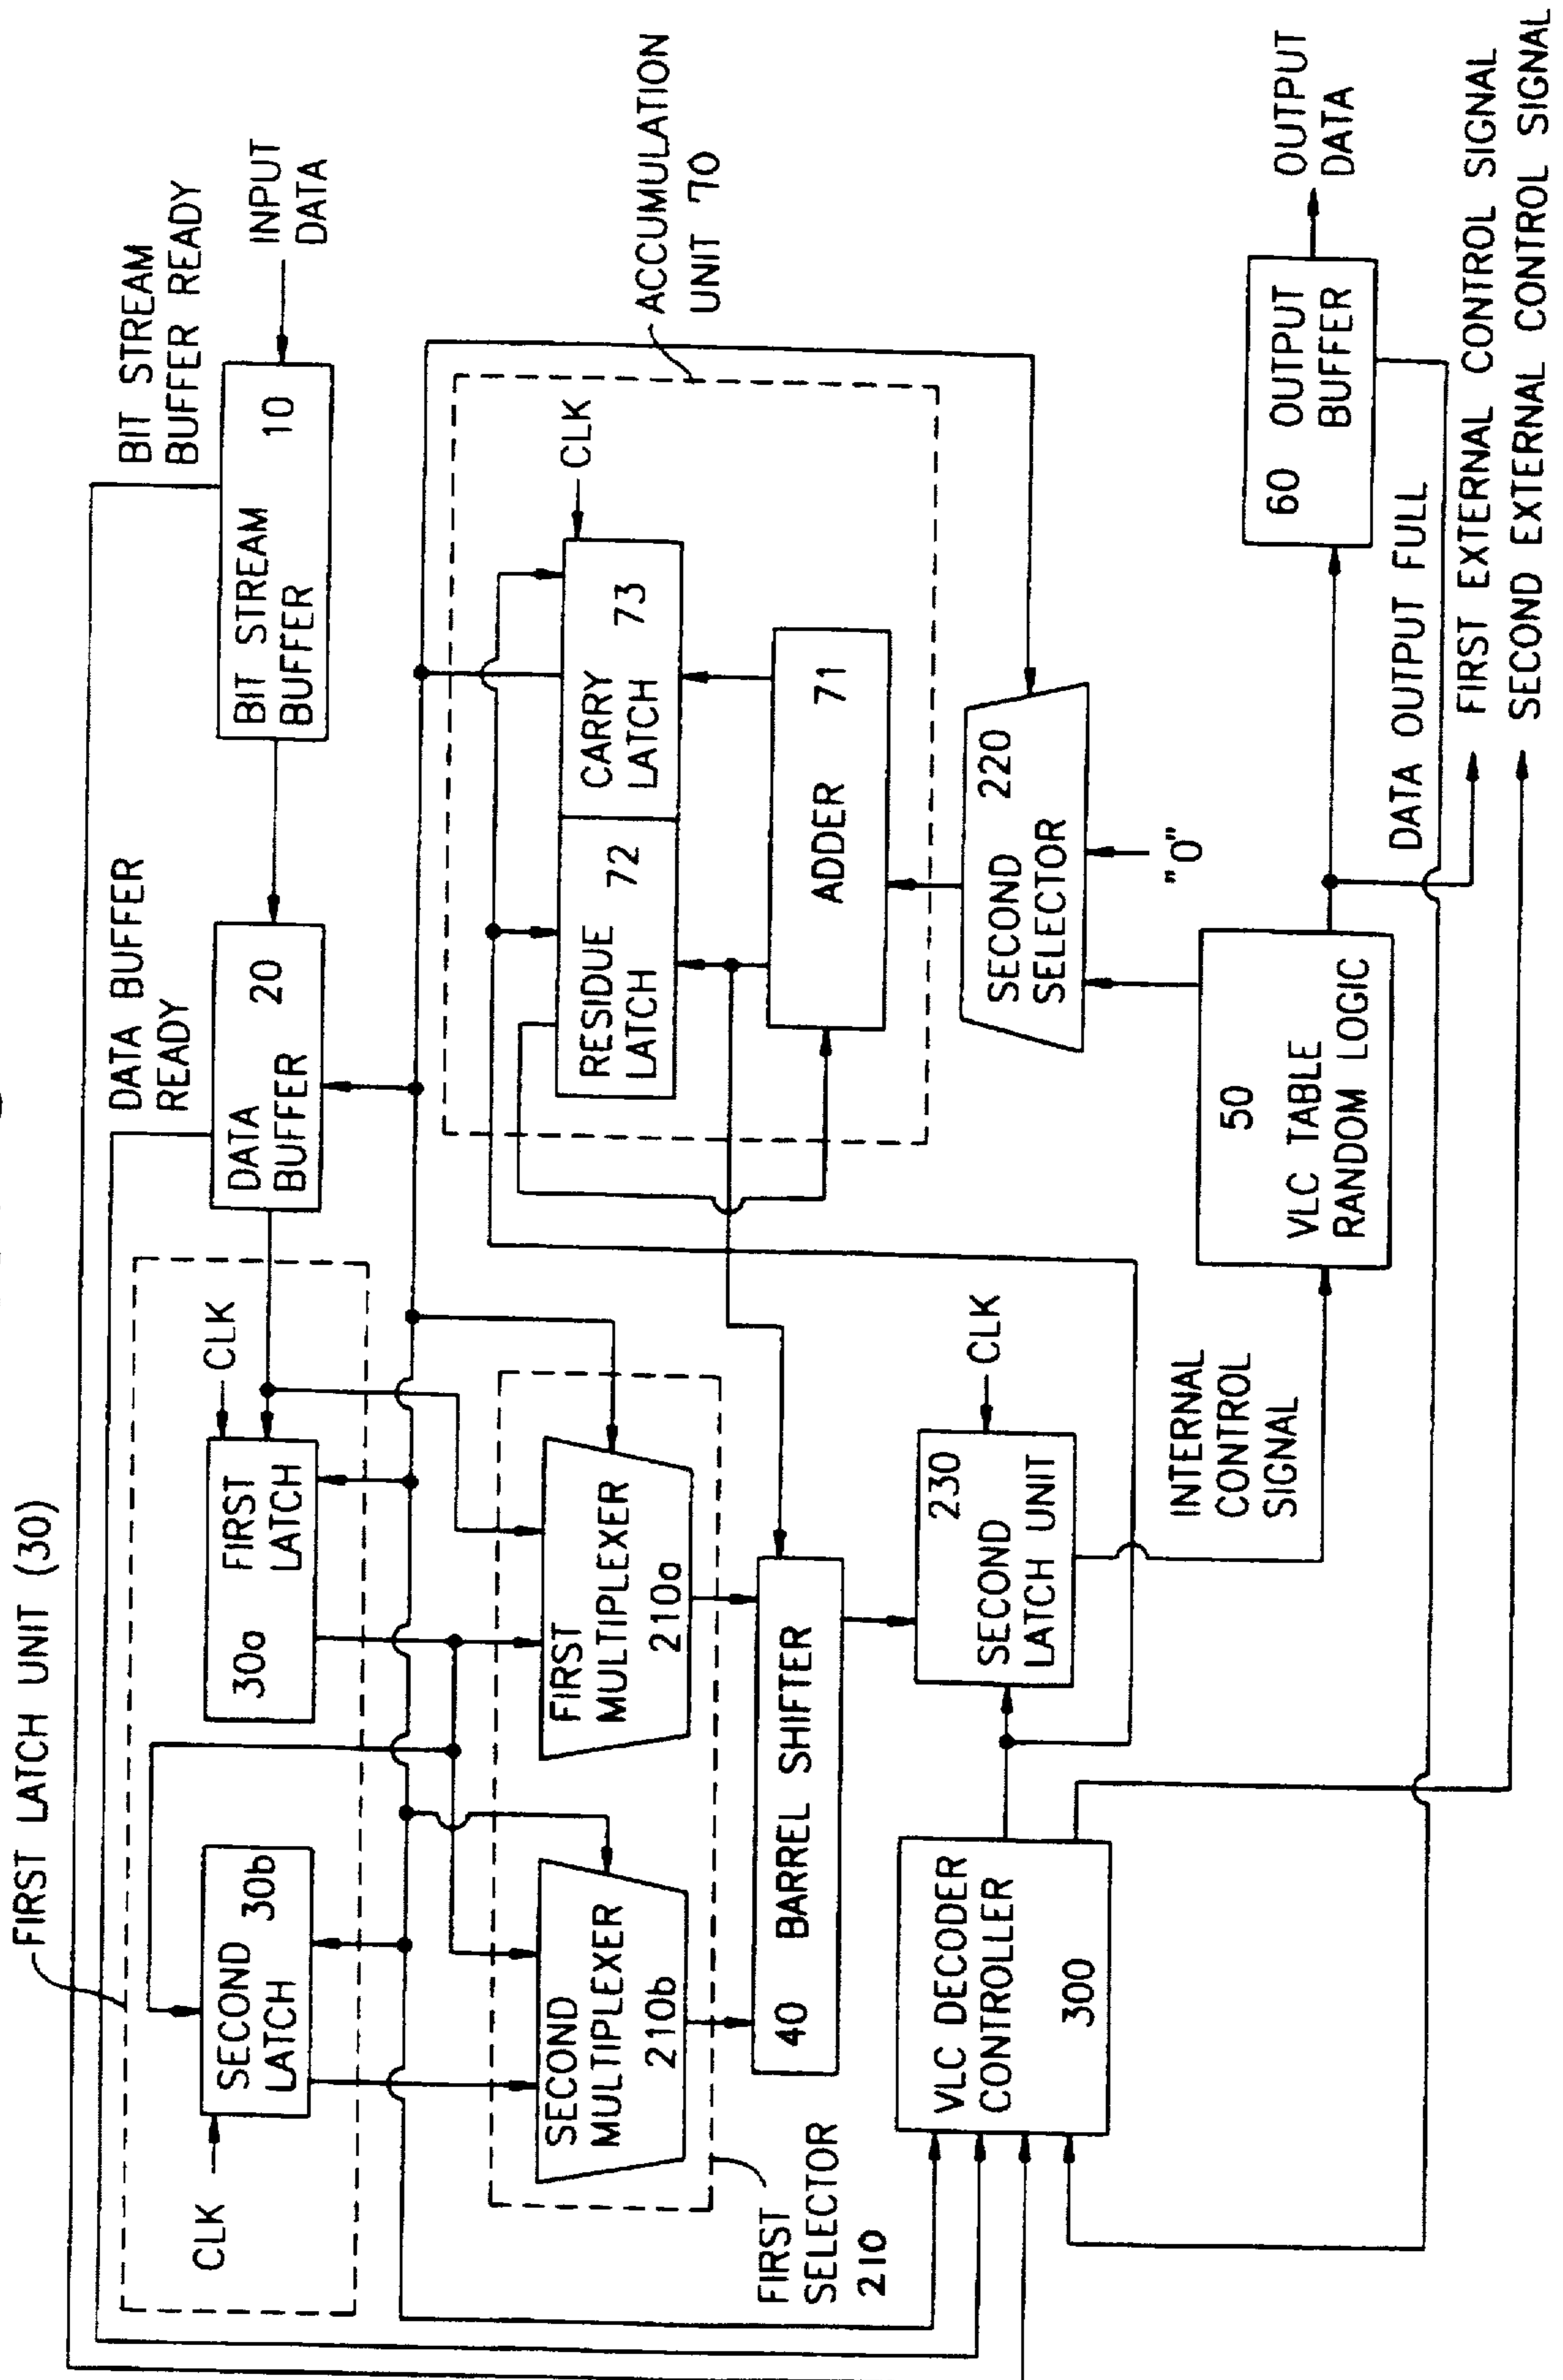 FIRST LATCH UNIT (30)
DATA BUFFER
READY
BIT STREAM
BUFFER READY
CLK
SECOND
LATCH 30b
30a FIRST
LATCH
CLK
DATA 20
BUFFER
BIT STREAM 10
BUFFER
INPUT
DATA
SECOND
MULTIPLEXER
210b
FIRST
MULTIPLEXER
210a
FIRST
SELECTOR
210
RESIDUE 72
LATCH
CARRY 73
LATCH
CLK
ACCUMULATION
UNIT 70
ADDER 71
40 BARREL SHIFTER
SECOND
SELECTOR
220
"0"
VLC DECODER
CONTROLLER
300
SECOND 230
LATCH UNIT
CLK
INTERNAL
CONTROL
SIGNAL
50
VLC TABLE
RANDOM LOGIC
60 OUTPUT
BUFFER
OUTPUT
DATA
DATA OUTPUT FULL
FIRST EXTERNAL CONTROL SIGNAL
SECOND EXTERNAL CONTROL SIGNAL